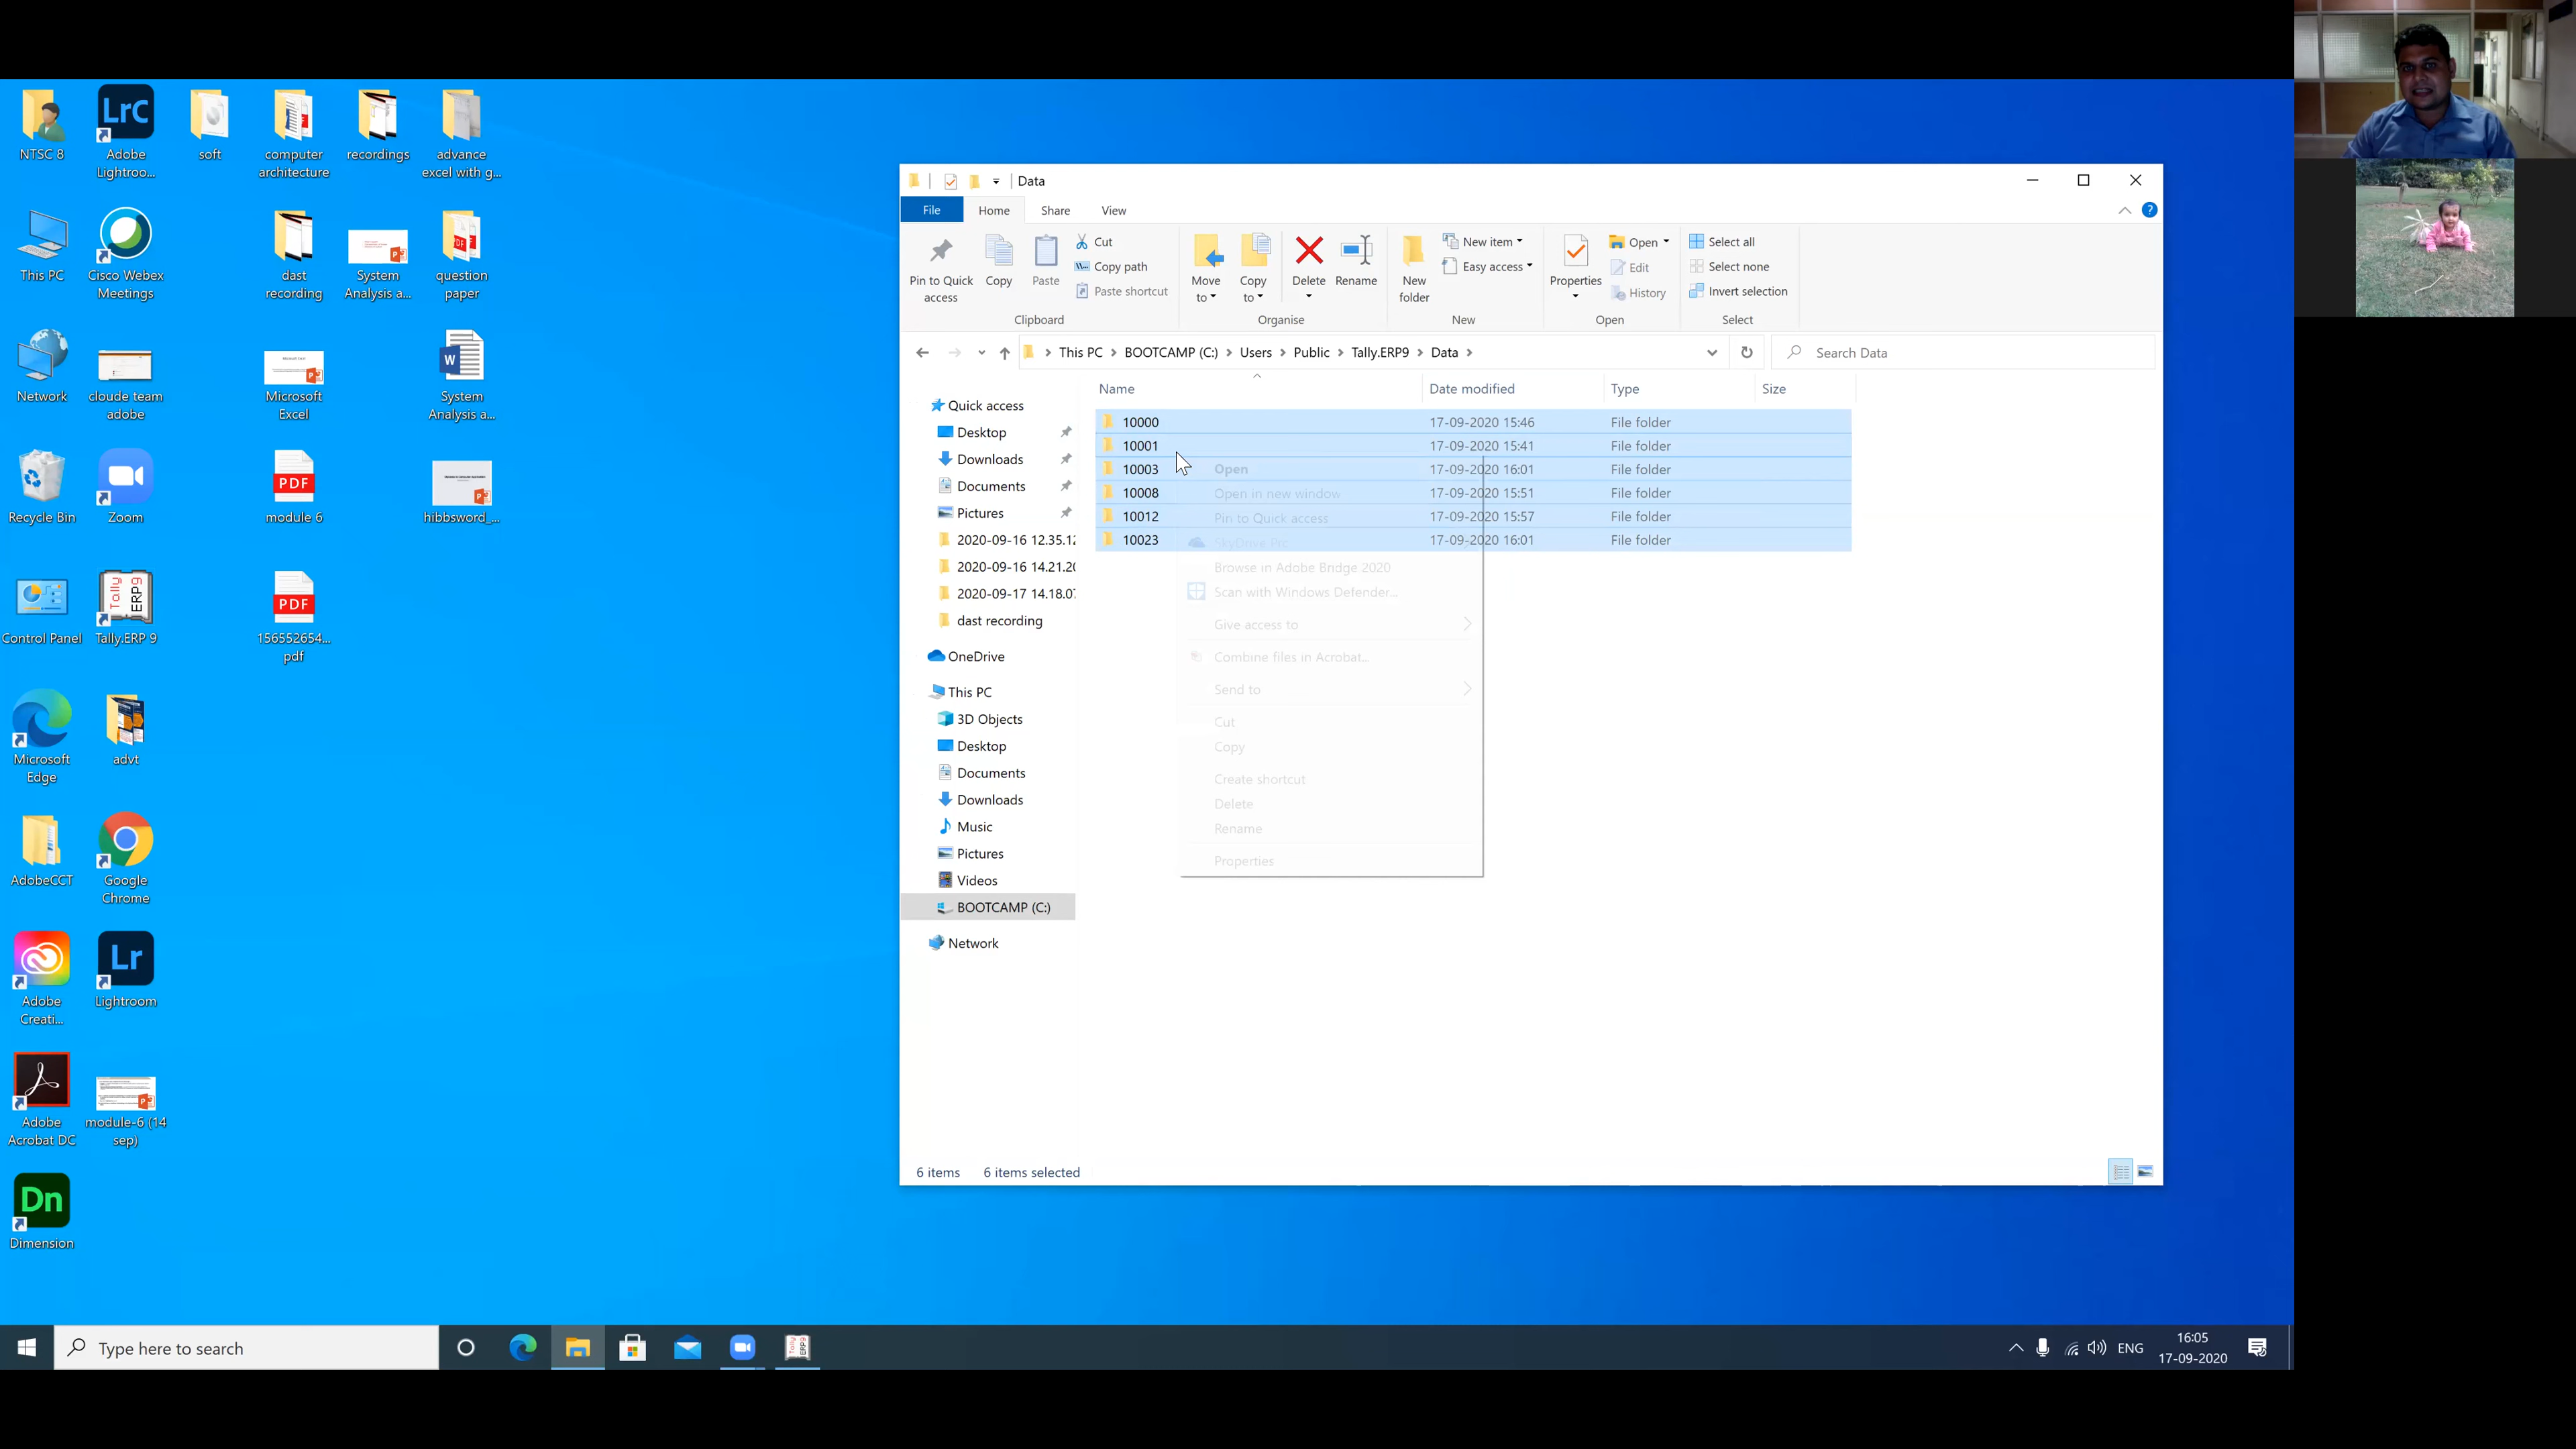 NTSC 8
Adobe
Lightroo...
soft
computer
architecture
recordings
advance
excel with g...
This PC
Cisco Webex
Meetings
dast
recording
System
Analysis a...
question
paper
Network
cloude team
adobe
Microsoft
Excel
System
Analysis a...
Recycle Bin
Zoom
PDF
module 6
hibbsword_...
Control Panel
Tally
ERP9
Tally.ERP 9
PDF
156552654...
pdf
Microsoft
Edge
advt
AdobeCCT
Google
Chrome
Adobe
Creati...
Lr
Lightroom
Adobe
Acrobat DC
module-6 (14
sep)
Dn
Dimension
LrC
Data
File Home Share View
Pin to Quick
access
Copy
Paste
Cut
Copy path
Paste shortcut
Clipboard
Move
to
Copy
to
Delete
Rename
Organise
New
folder
New item
Easy access
New
Properties
Open
Edit
History
Open
Select all
Select none
Invert selection
Select
This PC > BOOTCAMP (C:) > Users > Public > Tally.ERP9 > Data >
Search Data
Name Date modified Type Size
10000 17-09-2020 15:46 File folder
10001 17-09-2020 15:41 File folder
10003 17-09-2020 16:01 File folder
10008 17-09-2020 15:51 File folder
10012 17-09-2020 15:57 File folder
10023 17-09-2020 16:01 File folder
Quick access
Desktop
Downloads
Documents
Pictures
2020-09-16 12.35.12
2020-09-16 14.21.20
2020-09-17 14.18.07
dast recording
OneDrive
This PC
3D Objects
Desktop
Documents
Downloads
Music
Pictures
Videos
BOOTCAMP (C:)
Network
Open
Open in new window
Pin to Quick access
SkyDrive Pro
Browse in Adobe Bridge 2020
Scan with Windows Defender...
Give access to
Combine files in Acrobat...
Send to
Cut
Copy
Create shortcut
Delete
Rename
Properties
6 items 6 items selected
Type here to search
Tally
ERP9
ENG
16:05
17-09-2020